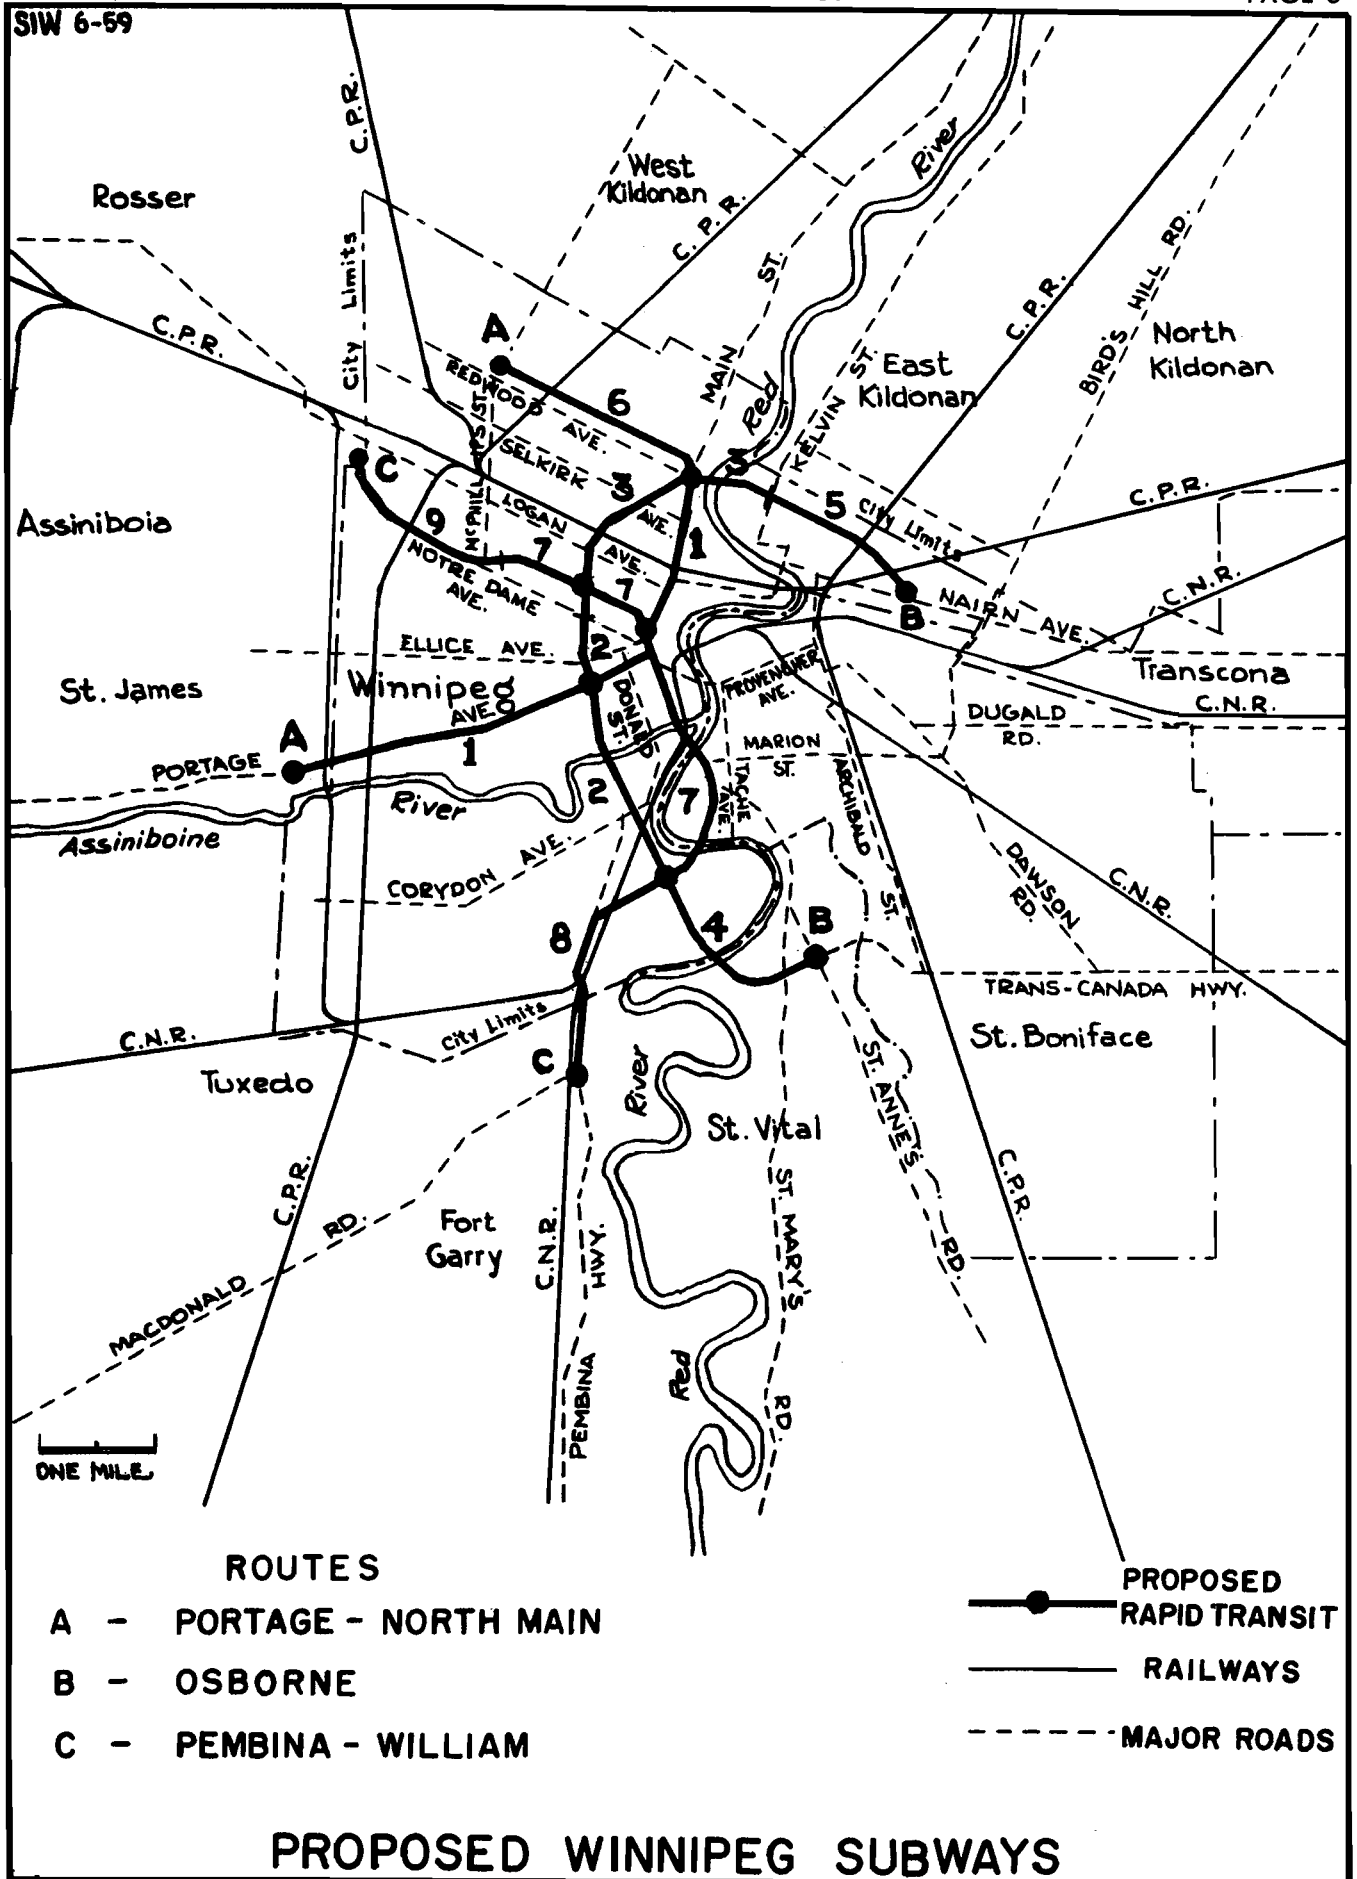 SIW 6-59
C.P.R.
Rosser
West
Kildonan
River
C.P.R.
City Limits
C.P.R.
ST.
MAIN
Red
C.P.R.
BIRD'S HILL RD.
North
Kildonan
East
Kildonan
KELVIN ST.
A
REDWOOD AVE.
6
SELKIRK AVE.
3
3
5
City Limits
C.P.R.
C
9
LOGAN AVE.
7
1
Assiniboia
NOTRE DAME
AVE.
7
B
NAIRN AVE.
C.N.R.
ELLICE AVE.
2
Transcona
C.N.R.
St. James
Winnipeg
DONALD
ST.
PROVENCHER
AVE.
DUGALD
RD.
A
PORTAGE
AVE.
1
MARION
ST.
2
7
TACHE
AVE.
ARCHIBALD
ST.
River
Assiniboine
CORYDON AVE.
DAWSON
RD.
C.N.R.
8
4
B
TRANS-CANADA HWY.
C.N.R.
City Limits
St. Boniface
Tuxedo
C
River
St. Vital
ST. ANNE'S
RD.
C.P.R.
C.P.R.
MACDONALD
RD.
Fort
Garry
C.N.R.
PEMBINA
HWY.
ST. MARY'S
RD.
Red
ONE MILE
ROUTES
A - PORTAGE - NORTH MAIN
B - OSBORNE
C - PEMBINA - WILLIAM
PROPOSED
RAPID TRANSIT
RAILWAYS
MAJOR ROADS
PROPOSED WINNIPEG SUBWAYS